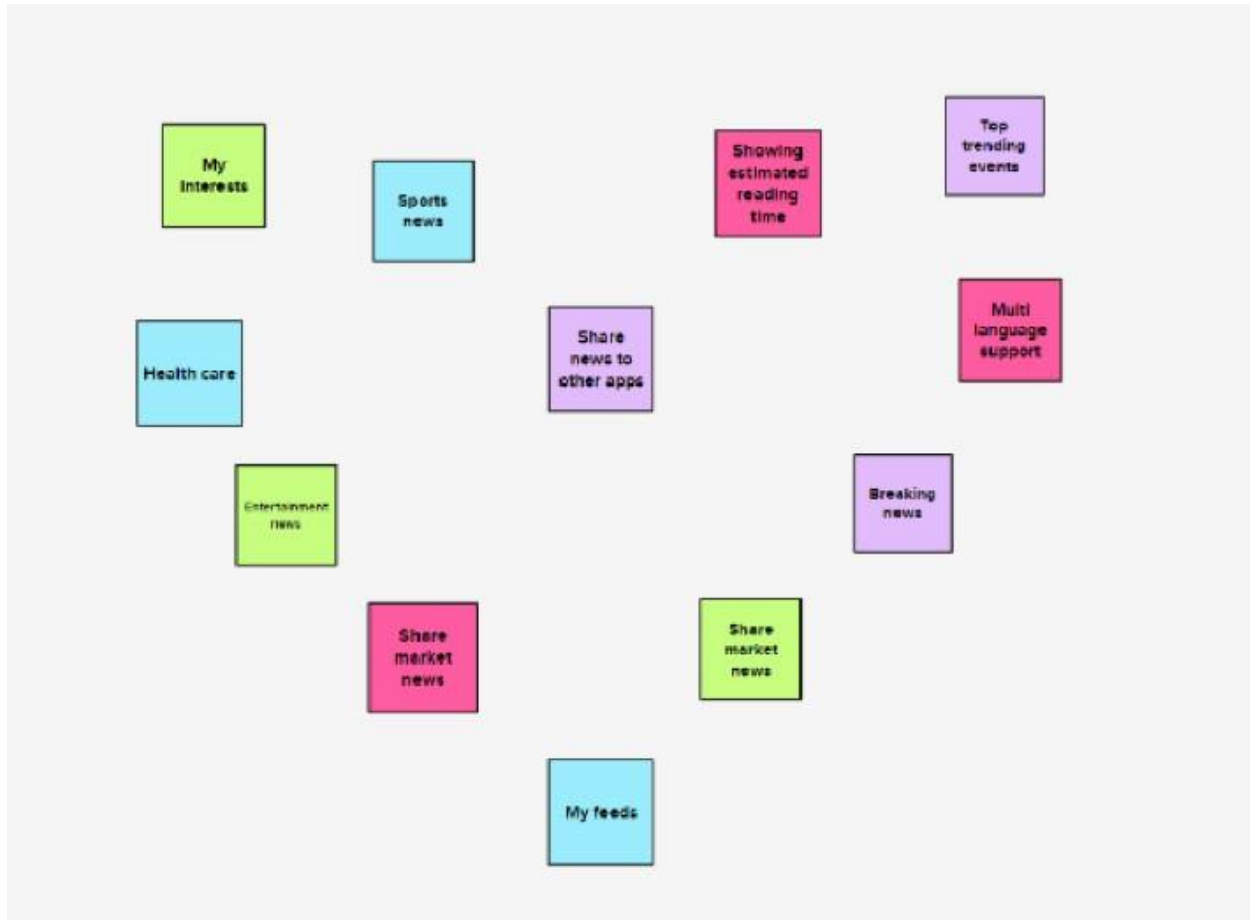 My
Interests
Sports
news
Showing
estimated
reading
time
Top
trending
events
Health care
Share
news to
other apps
Multi
language
support
Entertainment
news
Breaking
news
Share
market
news
Share
market
news
My feeds